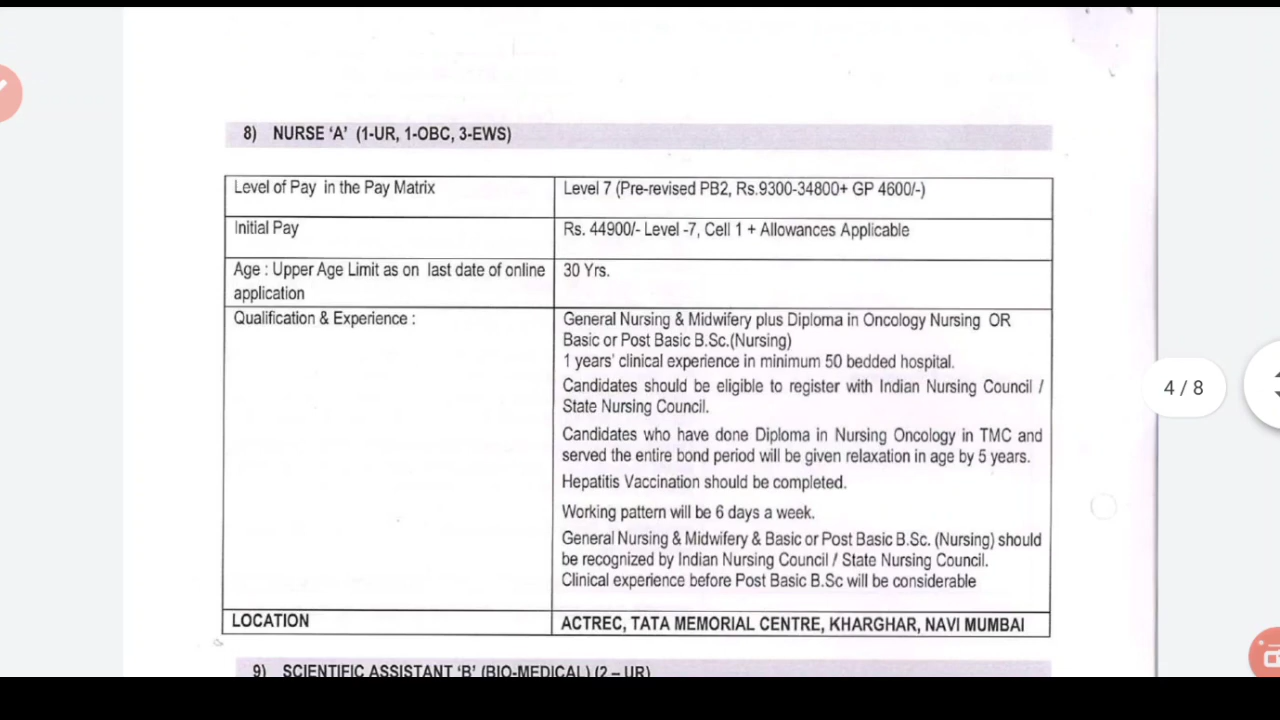 8) NURSE 'A' (1-UR, 1-OBC, 3-EWS)
Level of Pay in the Pay Matrix
Level 7 (Pre-revised PB2, Rs.9300-34800+ GP 4600/-)
Initial Pay
Rs. 44900/- Level -7, Cell 1 + Allowances Applicable
Age : Upper Age Limit as on last date of online
application
30 Yrs.
Qualification & Experience :
General Nursing & Midwifery plus Diploma in Oncology Nursing OR
Basic or Post Basic B.Sc.(Nursing)
1 years' clinical experience in minimum 50 bedded hospital.
Candidates should be eligible to register with Indian Nursing Council /
State Nursing Council.
Candidates who have done Diploma in Nursing Oncology in TMC and
served the entire bond period will be given relaxation in age by 5 years.
Hepatitis Vaccination should be completed.
Working pattern will be 6 days a week.
General Nursing & Midwifery & Basic or Post Basic B.Sc. (Nursing) should
be recognized by Indian Nursing Council / State Nursing Council.
Clinical experience before Post Basic B.Sc will be considerable
LOCATION
ACTREC, TATA MEMORIAL CENTRE, KHARGHAR, NAVI MUMBAI
9) SCIENTIFIC ASSISTANT 'B' (BIO-MEDICAL) (2 – UR)
4 / 8